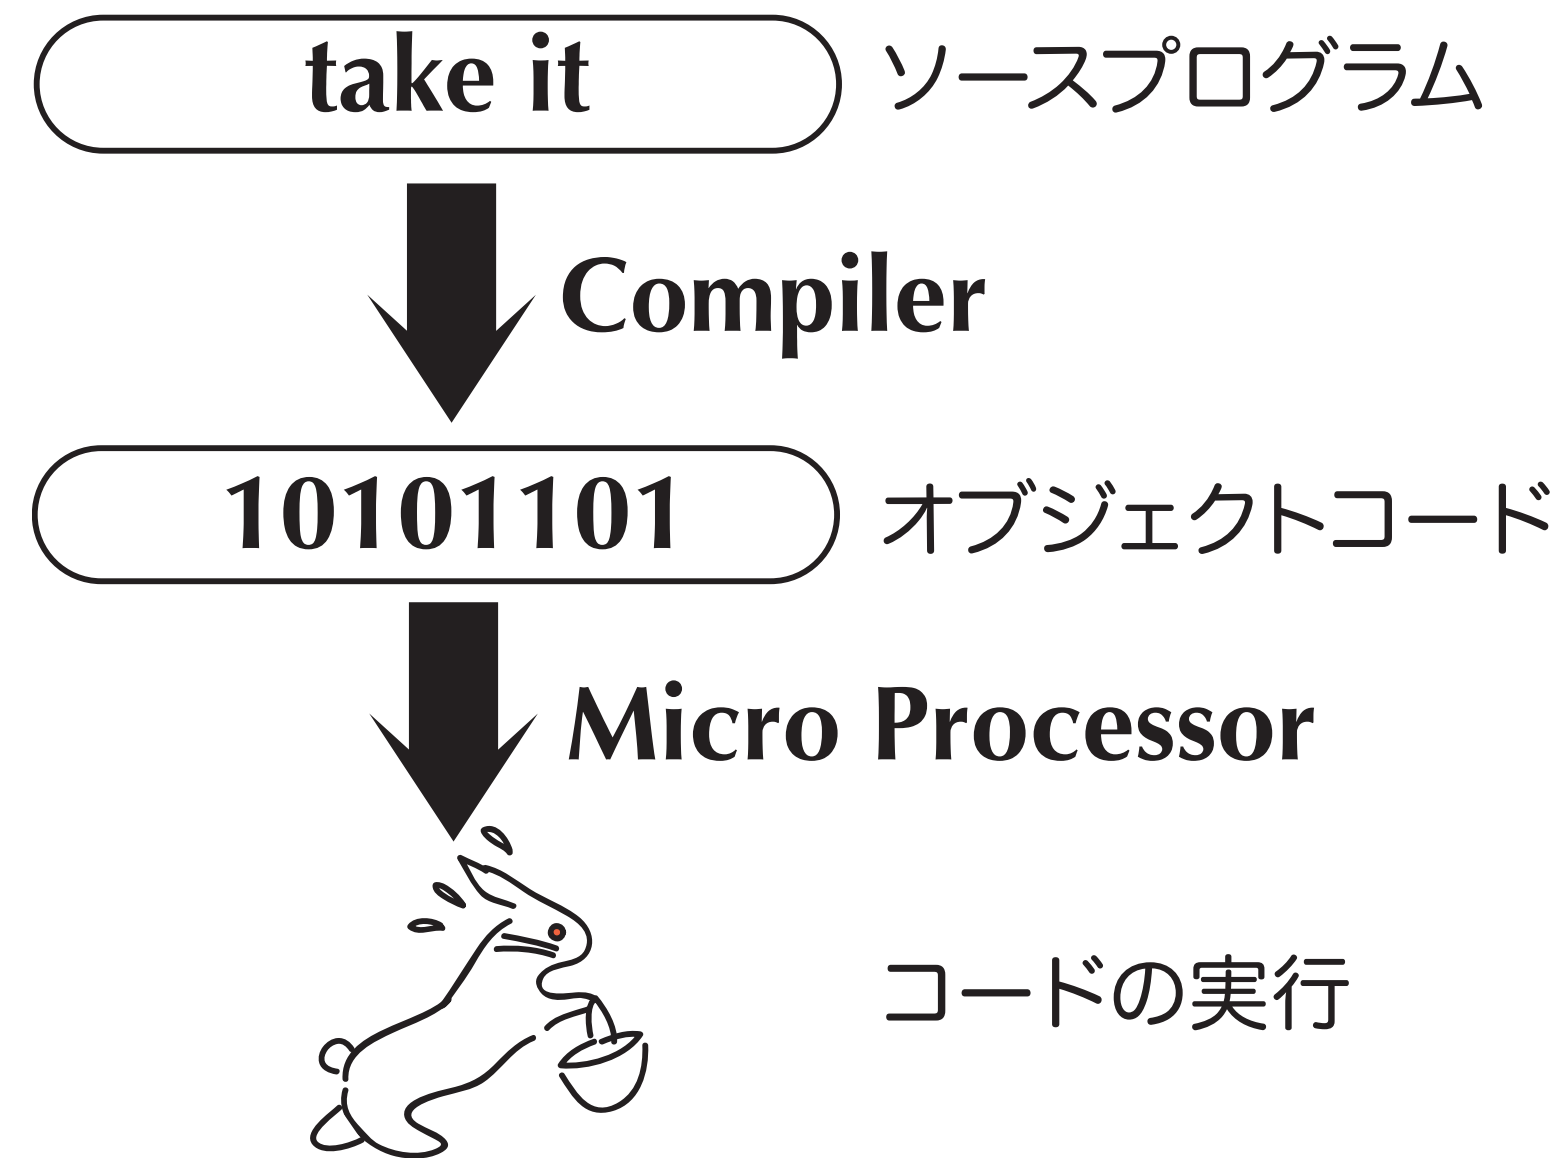 take it
ソースプログラム
Compiler
10101101
オブジェクトコード
Micro Processor
コードの実行